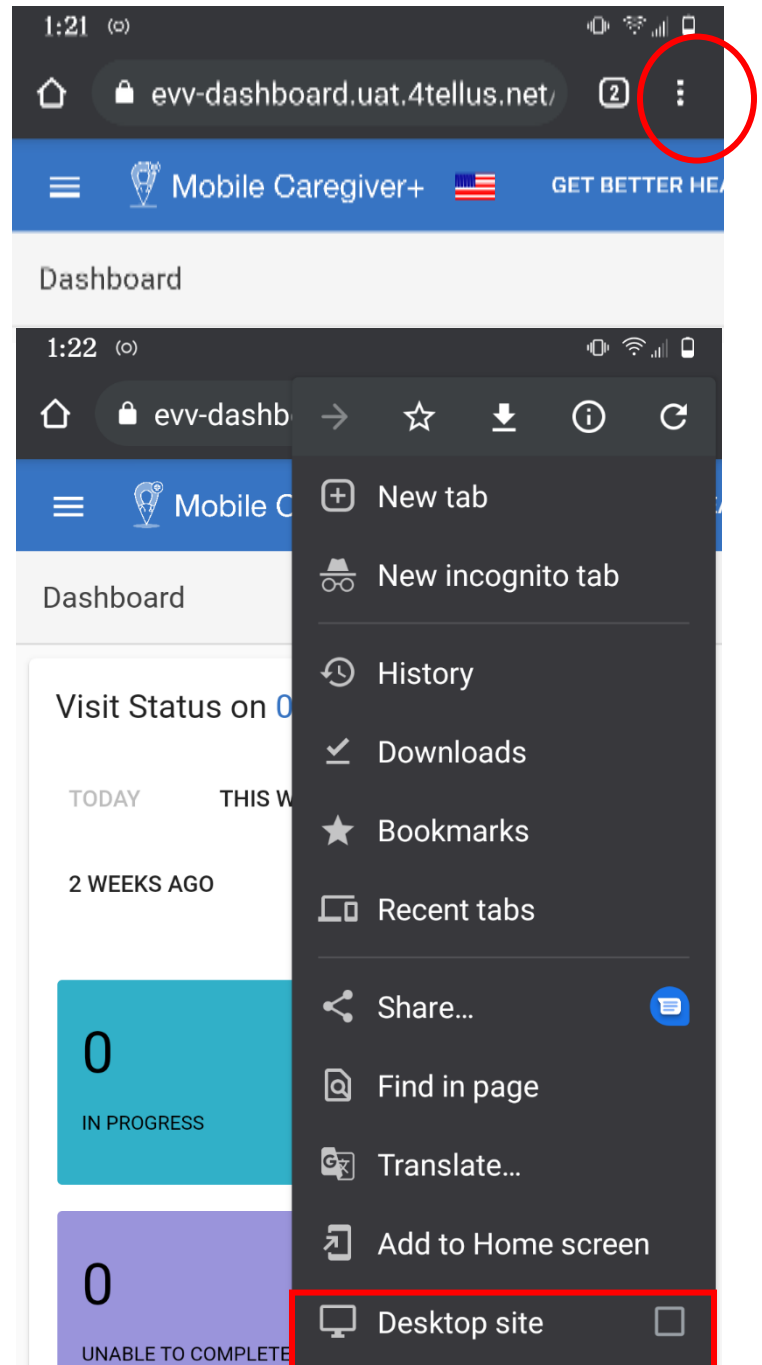 1:21
evv-dashboard.uat.4tellus.net/
2
Mobile Caregiver+
GET BETTER HEA
Dashboard
1:22
evv-dashb
Mobile C
Dashboard
Visit Status on 0
TODAY
THIS W
2 WEEKS AGO
0
IN PROGRESS
0
UNABLE TO COMPLETE
New tab
New incognito tab
History
Downloads
Bookmarks
Recent tabs
Share...
Find in page
Translate...
Add to Home screen
Desktop site